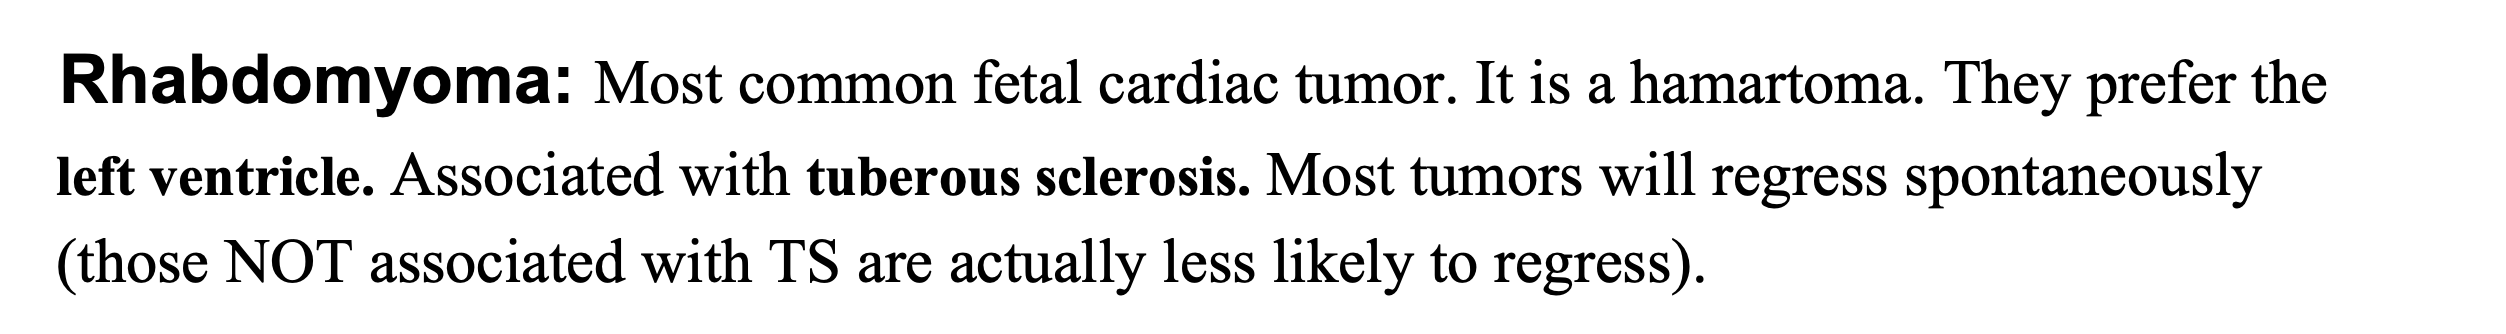 Rhabdomyoma: Most common fetal cardiac tumor. It is a hamartoma. They prefer the
left ventricle. Associated with tuberous sclerosis. Most tumors will regress spontaneously
(those NOT associated with TS are actually less likely to regress).